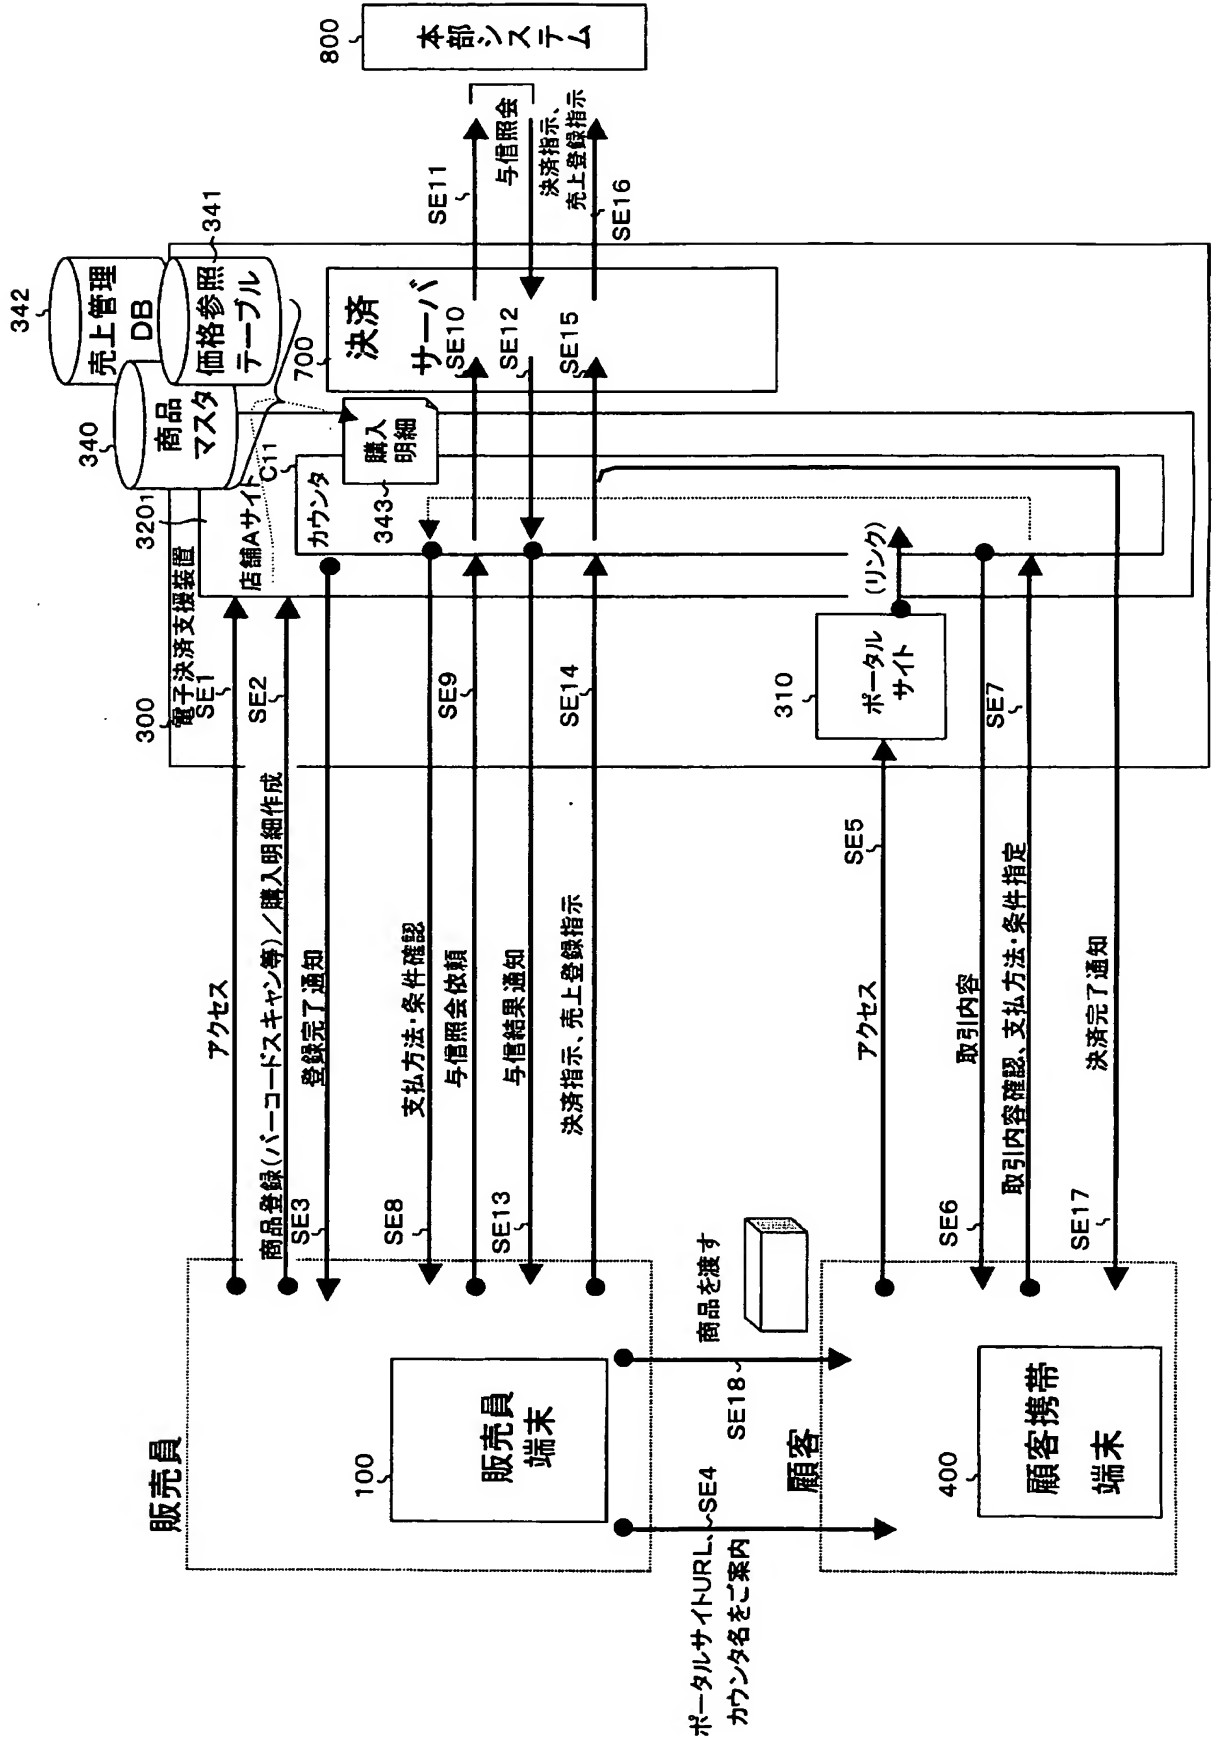 販売員
100
販売員
端末
ポータルサイトURL、
カウンタ名をご案内
SE4
SE18
商品を渡す
顧客
400
顧客携帯
端末
アクセス
SE1
商品登録(バーコードスキャン等)/購入明細作成
SE2
登録完了通知
SE3
支払方法・条件確認
SE8
与信照会依頼
SE9
与信結果通知
SE13
決済指示、売上登録指示
SE14
アクセス
SE5
取引内容
SE6
取引内容確認、支払方法・条件指定
SE7
決済完了通知
SE17
300
電子決済支援装置
3201
店舗Aサイト
C11
カウンタ
343
購入
明細
310
ポータル
サイト
(リンク)
340
商品
マスタ
342
売上管理
DB
341
価格参照
テーブル
700
決済
サーバ
SE10
SE12
SE15
SE11
与信照会
決済指示、
売上登録指示
SE16
800
本部システム